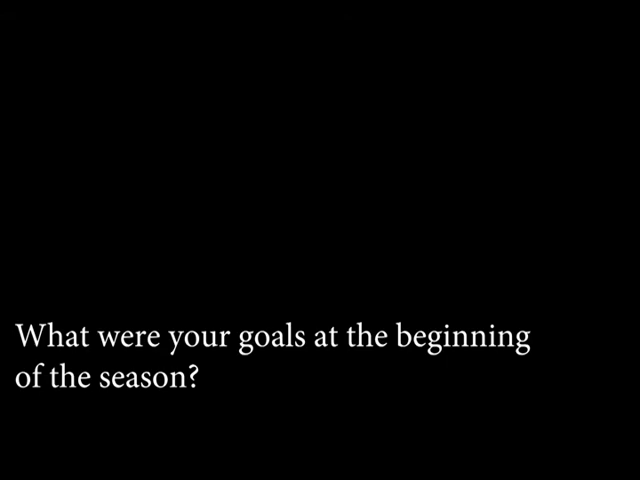 What were your goals at the beginning
of the season?